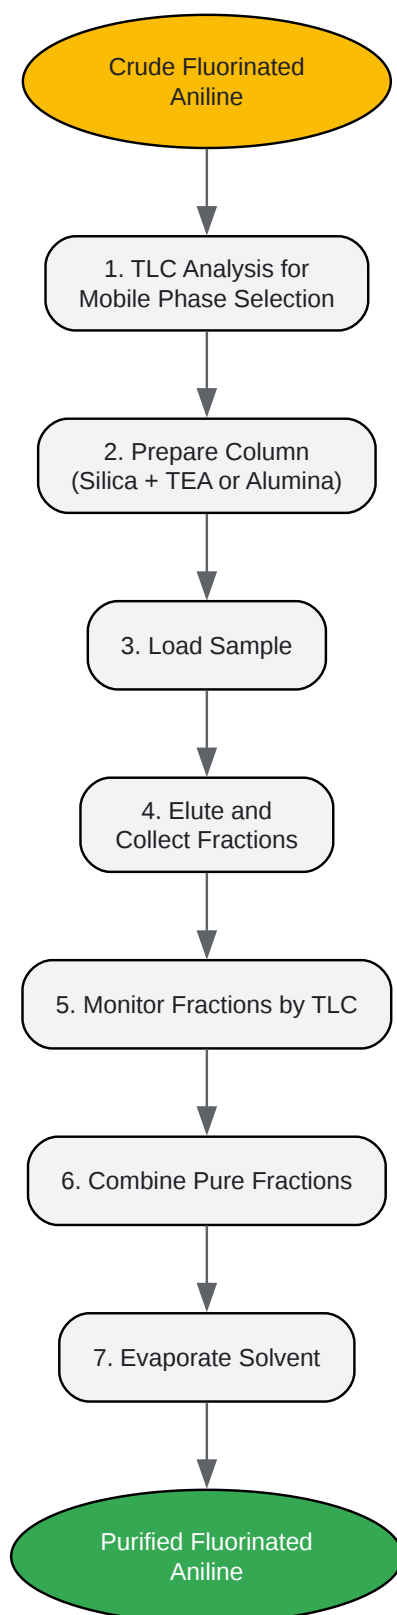 Crude Fluorinated
Aniline
1. TLC Analysis for
Mobile Phase Selection
2. Prepare Column
(Silica + TEA or Alumina)
3. Load Sample
4. Elute and
Collect Fractions
5. Monitor Fractions by TLC
6. Combine Pure Fractions
7. Evaporate Solvent
Purified Fluorinated
Aniline